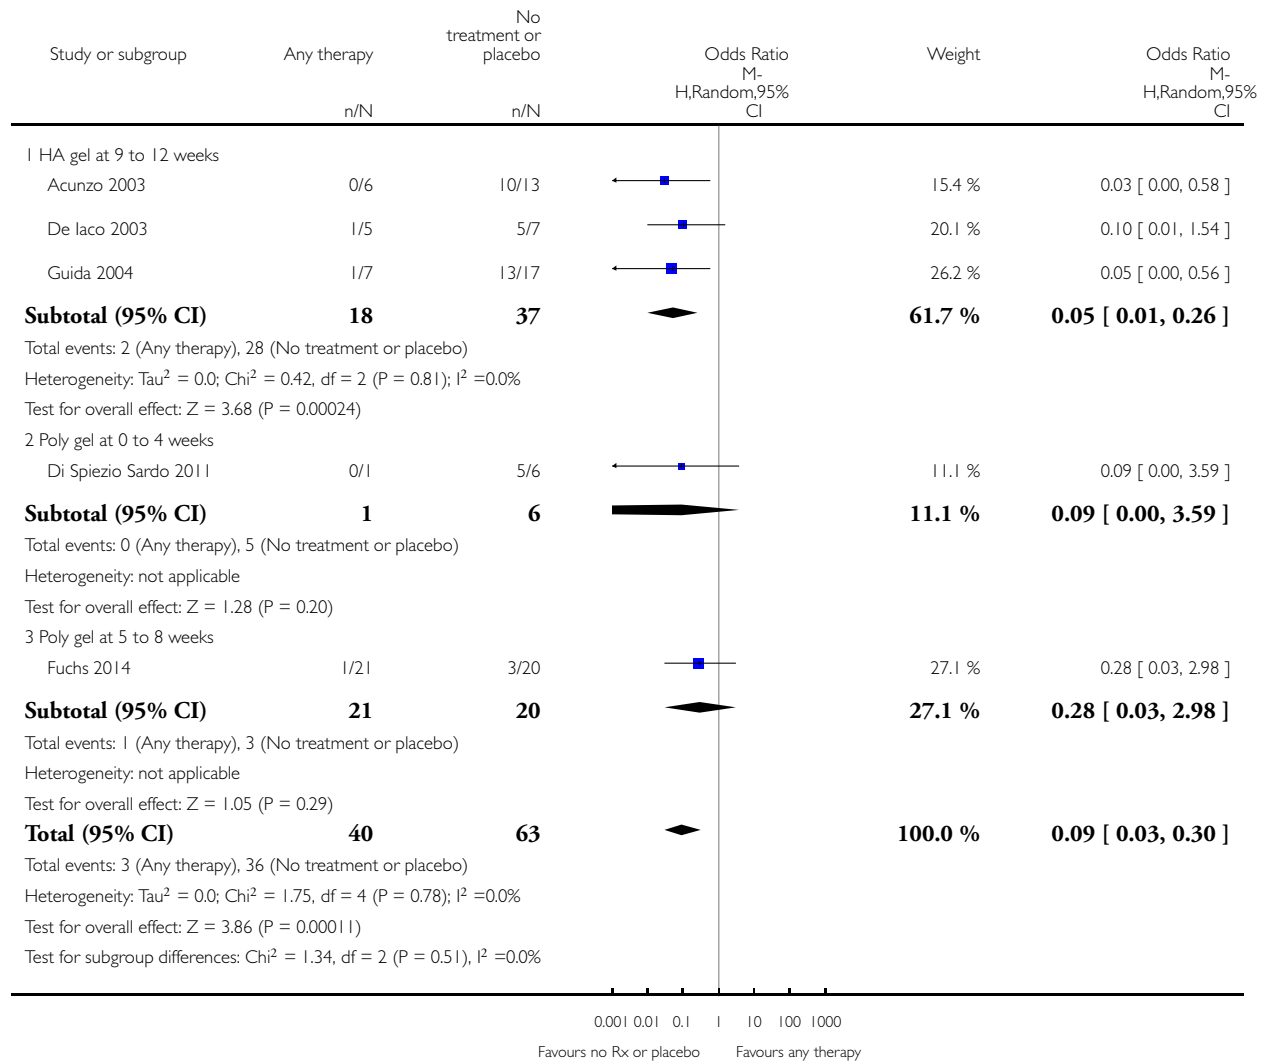 No
treatment or
Study or subgroup Any therapy placebo Odds Ratio Weight Odds Ratio
M- M-
H,Random,95% H,Random,95%
n/N n/N CI CI
1 HA gel at 9 to 12 weeks
Acunzo 2003 0/6 10/13 15.4 % 0.03 [ 0.00, 0.58 ]
De Iaco 2003 1/5 5/7 20.1 % 0.10 [ 0.01, 1.54 ]
Guida 2004 1/7 13/17 26.2 % 0.05 [ 0.00, 0.56 ]
Subtotal (95% CI) 18 37 61.7 % 0.05 [ 0.01, 0.26 ]
Total events: 2 (Any therapy), 28 (No treatment or placebo)
Heterogeneity: Tau² = 0.0; Chi² = 0.42, df = 2 (P = 0.81); I² =0.0%
Test for overall effect: Z = 3.68 (P = 0.00024)
2 Poly gel at 0 to 4 weeks
Di Spiezio Sardo 2011 0/1 5/6 11.1 % 0.09 [ 0.00, 3.59 ]
Subtotal (95% CI) 1 6 11.1 % 0.09 [ 0.00, 3.59 ]
Total events: 0 (Any therapy), 5 (No treatment or placebo)
Heterogeneity: not applicable
Test for overall effect: Z = 1.28 (P = 0.20)
3 Poly gel at 5 to 8 weeks
Fuchs 2014 1/21 3/20 27.1 % 0.28 [ 0.03, 2.98 ]
Subtotal (95% CI) 21 20 27.1 % 0.28 [ 0.03, 2.98 ]
Total events: 1 (Any therapy), 3 (No treatment or placebo)
Heterogeneity: not applicable
Test for overall effect: Z = 1.05 (P = 0.29)
Total (95% CI) 40 63 100.0 % 0.09 [ 0.03, 0.30 ]
Total events: 3 (Any therapy), 36 (No treatment or placebo)
Heterogeneity: Tau² = 0.0; Chi² = 1.75, df = 4 (P = 0.78); I² =0.0%
Test for overall effect: Z = 3.86 (P = 0.00011)
Test for subgroup differences: Chi² = 1.34, df = 2 (P = 0.51), I² =0.0%
0.001 0.01 0.1 1 10 100 1000
Favours no Rx or placebo Favours any therapy